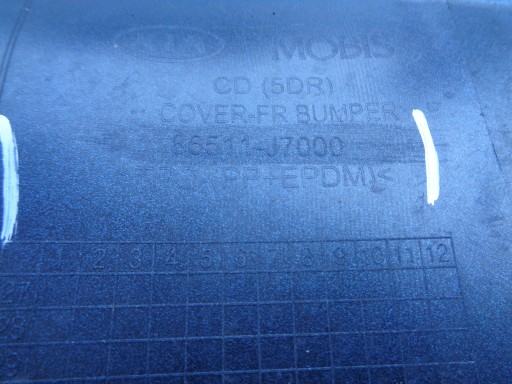 KIA MOBIS
CD (5DR)
COVER-FR BUMPER
86511-J7000
PP+EPDM)<
2 3 4 5 6 7 8 9 10 11 12